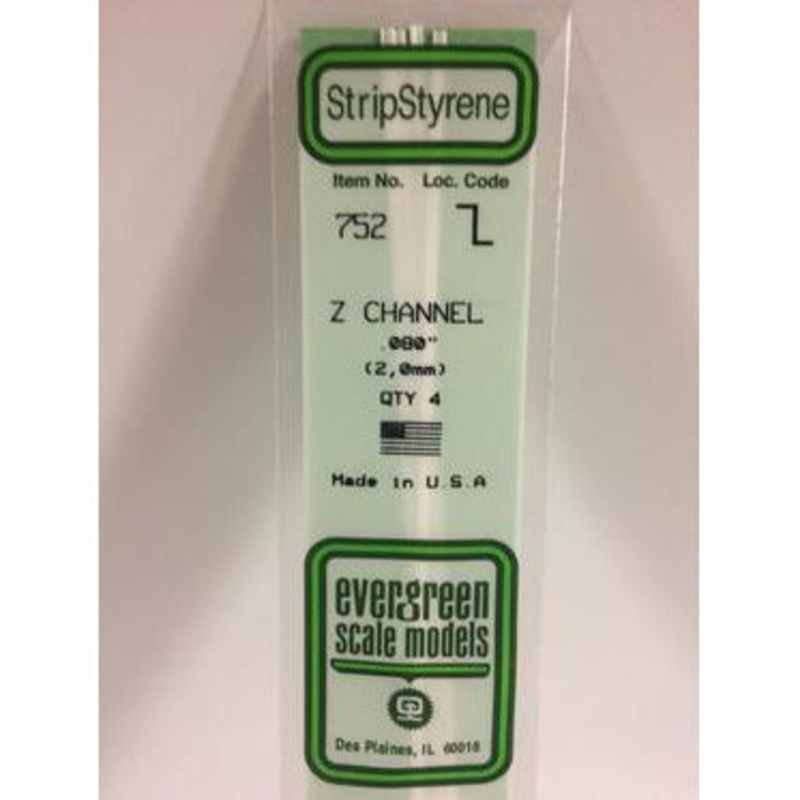 StripStyrene
Item No. Loc. Code
752
Z CHANNEL
.080"
(2,0mm)
QTY 4
Made in U.S.A
evergreen
scale models
Des Plaines, IL 60018